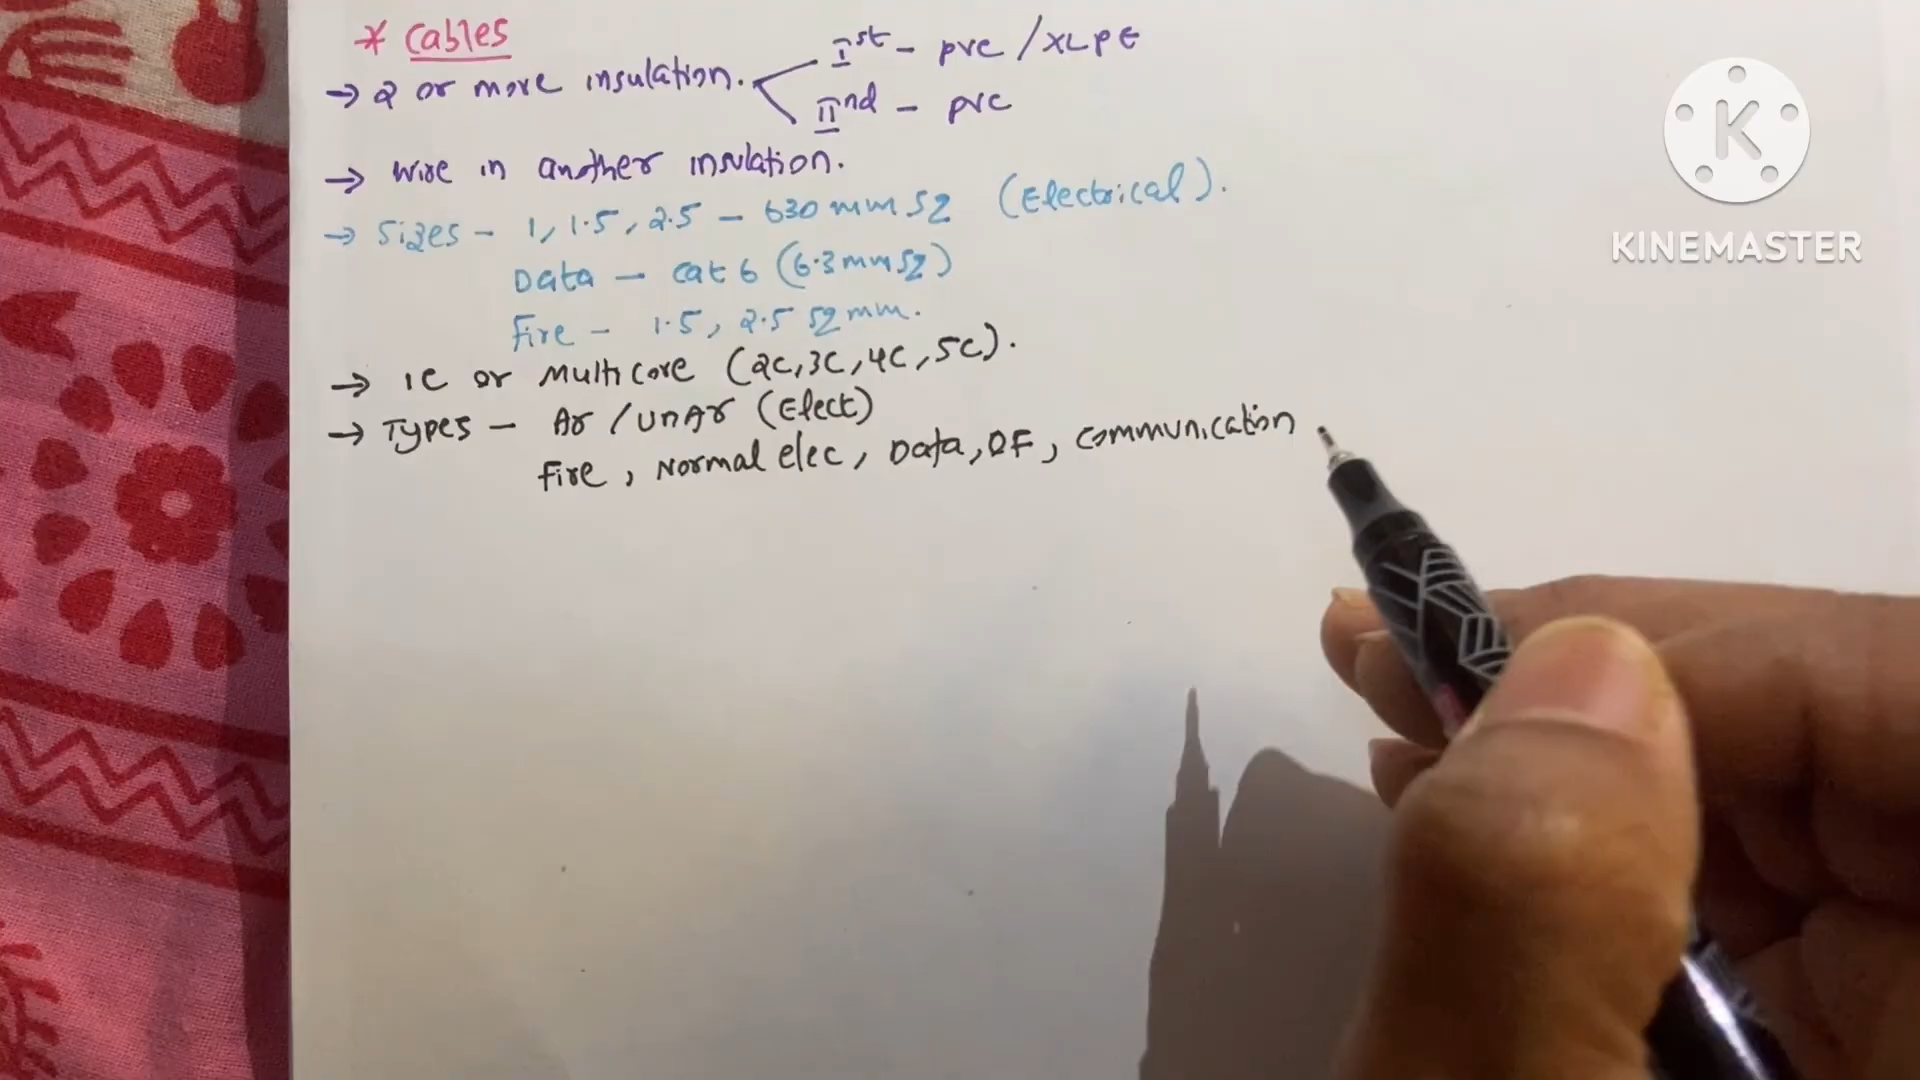 * Cables
→ 2 or more insulation. Ist - pvc / XLPE
IInd - pvc
→ wire in another insulation.
→ Sizes - 1, 1.5, 2.5 - 630 mm sq (Electrical).
Data - cat 6 (6.3 mm sq)
Fire - 1.5, 2.5 sq mm.
→ 1C or Multi core (2C, 3C, 4C, 5C).
→ Types - Ar / UnAr (Elect)
Fire, Normal elec, Data, OF, communication
K
KINEMASTER